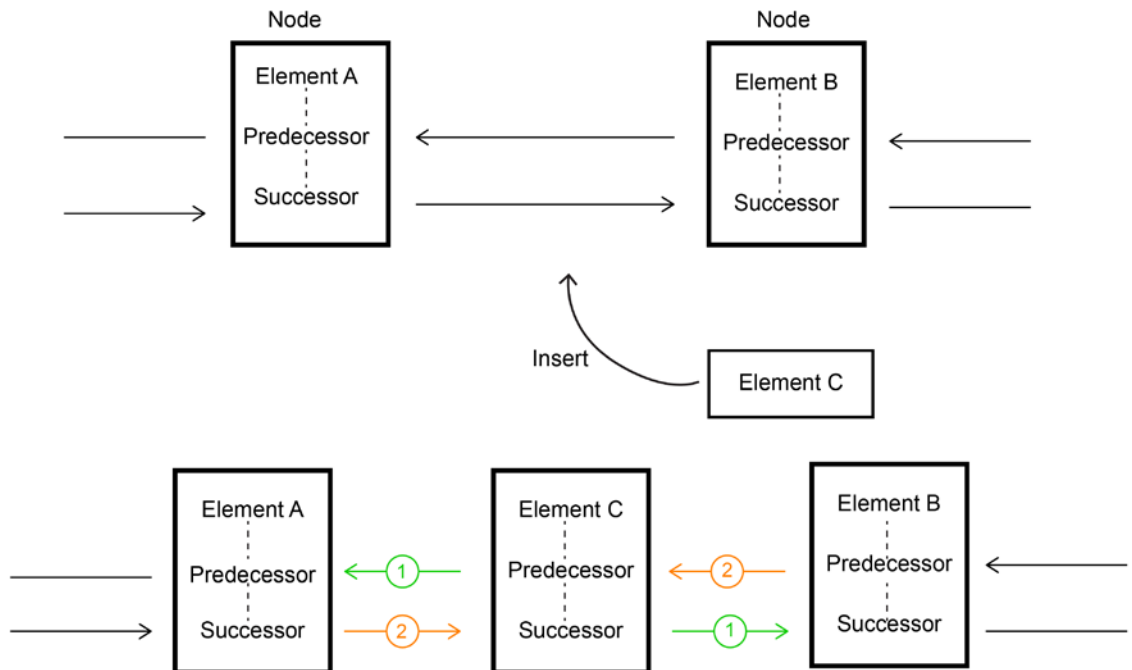 Node
Node
Element A
Element B
Predecessor
Predecessor
Successor
Successor
Insert
Element C
Element A
Element C
Element B
1
2
Predecessor
Predecessor
Predecessor
2
1
Successor
Successor
Successor